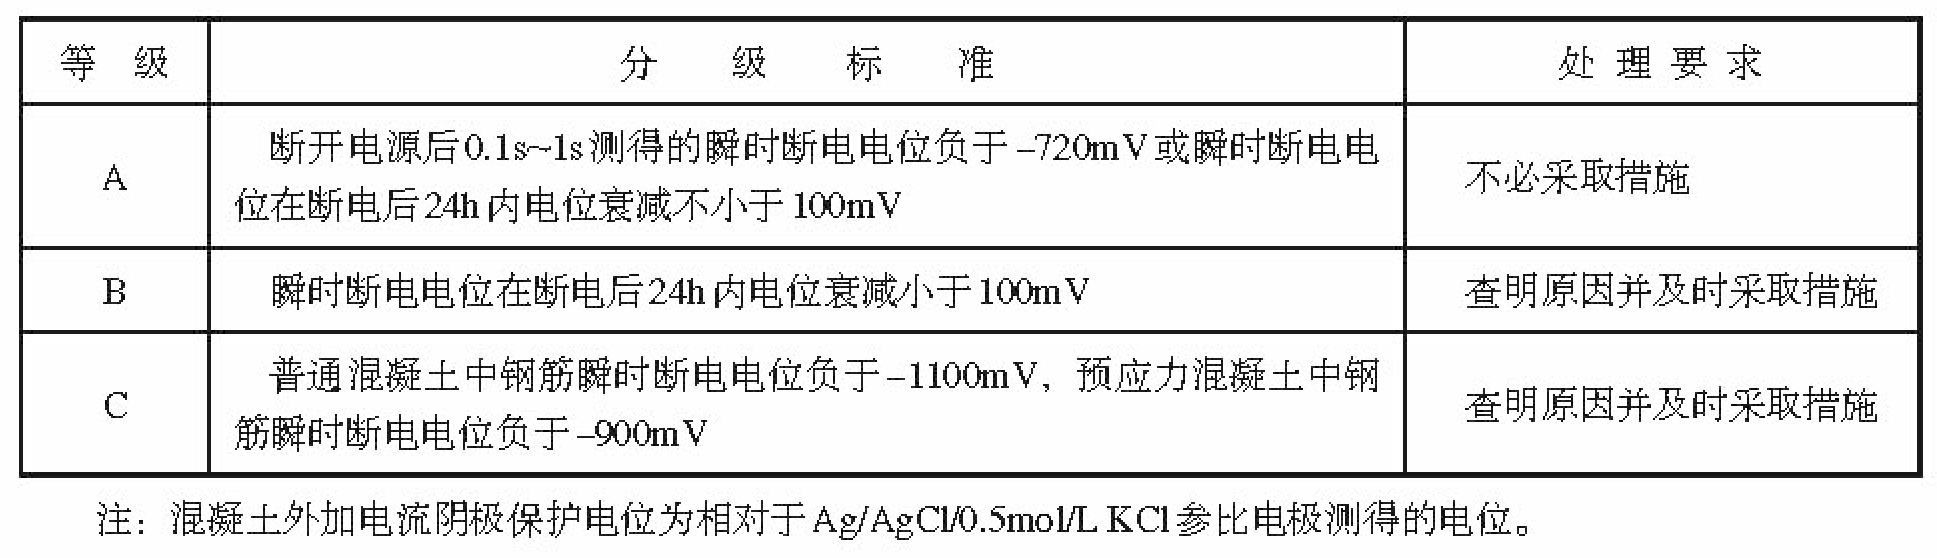 等 级 分 级 标 准 处 理 要 求
断开电源后0.1s~1s测得的瞬时断电电位负于–720mV或瞬时断电电
A 不必采取措施
位在断电后24h内电位衰减不小于100mV
B 瞬时断电电位在断电后24h内电位衰减小于100mV 查明原因并及时采取措施
普通混凝土中钢筋瞬时断电电位负于–1100mV，预应力混凝土中钢
C 查明原因并及时采取措施
筋瞬时断电电位负于–900mV
注：混凝土外加电流阴极保护电位为相对于Ag/AgCl/0.5mol/L KCl参比电极测得的电位。